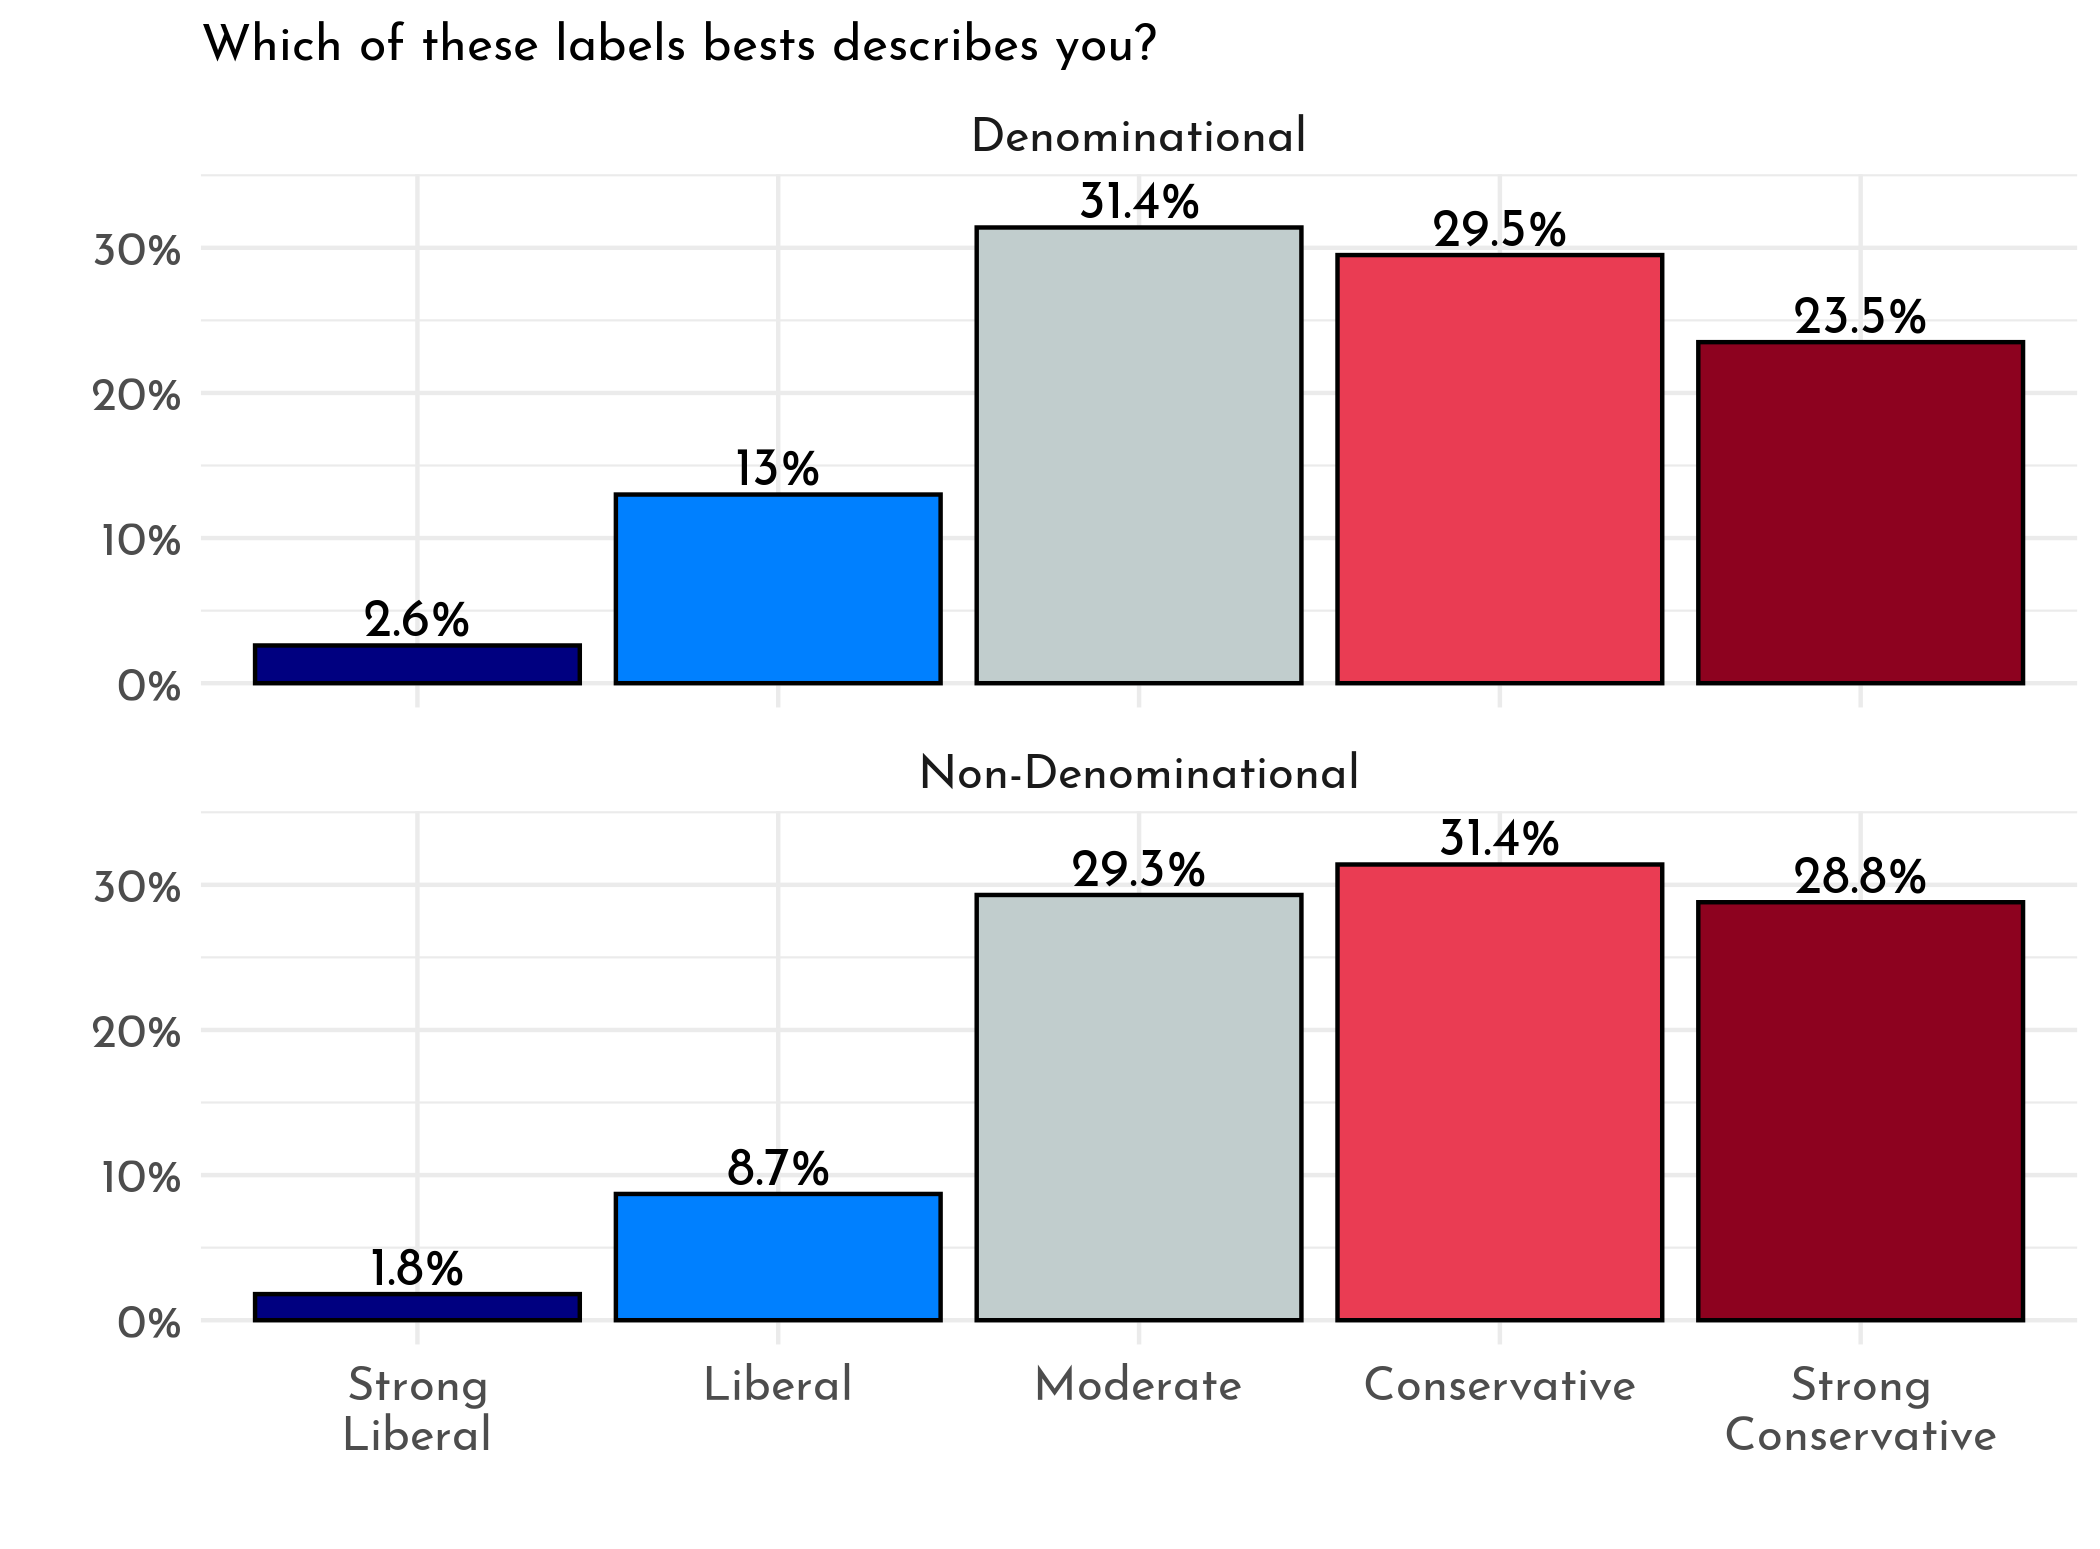 Which of these labels bests describes you?
Denominational
31.4%
29.5%
30%
23.5%
20%
13%
10%
2.6%
0%
Non-Denominational
31.4%
29.3%
28.8%
30%
20%
8.7%
10%
1.8%
0%
Strong
Liberal
Liberal
Moderate
Conservative
Strong
Conservative